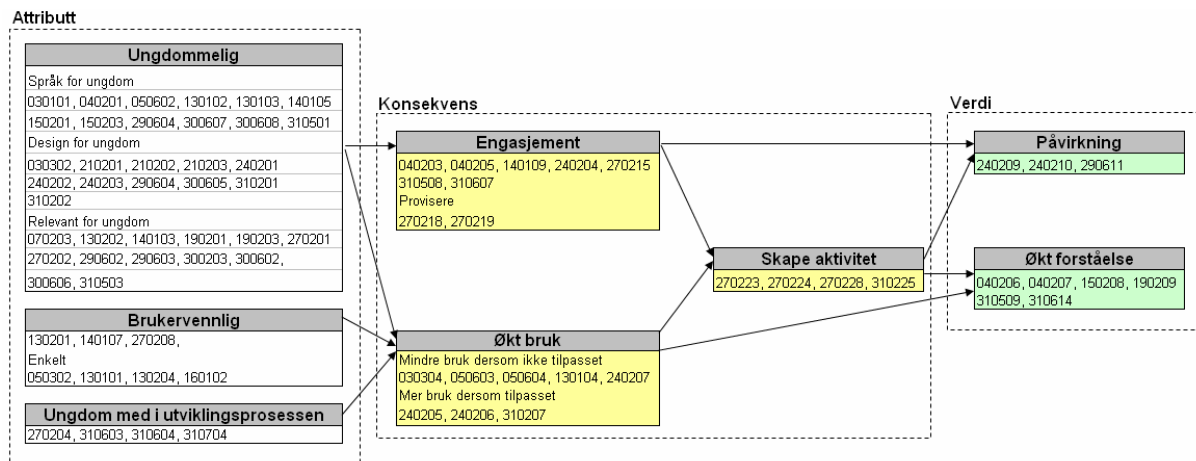 Attributt
Ungdommelig
Språk for ungdom
030101, 040201, 050602, 130102, 130103, 140105
150201, 150203, 290604, 300607, 300608, 310501
Design for ungdom
030302, 210201, 210202, 210203, 240201
240202, 240203, 290604, 300605, 310201
310202
Relevant for ungdom
070203, 130202, 140103, 190201, 190203, 270201
270202, 290602, 290603, 300203, 300602,
300606, 310503
Brukervennlig
130201, 140107, 270208,
Enkelt
050302, 130101, 130204, 160102
Ungdom med i utviklingsprosessen
270204, 310603, 310604, 310704
Konsekvens
Engasjement
040203, 040205, 140109, 240204, 270215
310508, 310607
Provisere
270218, 270219
Skape aktivitet
270223, 270224, 270228, 310225
Økt bruk
Mindre bruk dersom ikke tilpasset
030304, 050603, 050604, 130104, 240207
Mer bruk dersom tilpasset
240205, 240206, 310207
Verdi
Påvirkning
240209, 240210, 290611
Økt forståelse
040206, 040207, 150208, 190209
310509, 310614